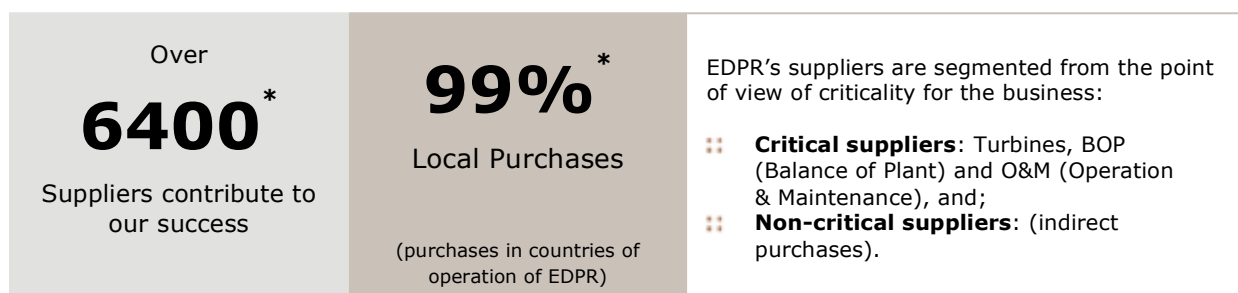 Over
6400*
Suppliers contribute to
our success
99%*
Local Purchases
(purchases in countries of
operation of EDPR)
EDPR’s suppliers are segmented from the point
of view of criticality for the business:
Critical suppliers: Turbines, BOP
(Balance of Plant) and O&M (Operation
& Maintenance), and;
Non-critical suppliers: (indirect
purchases).